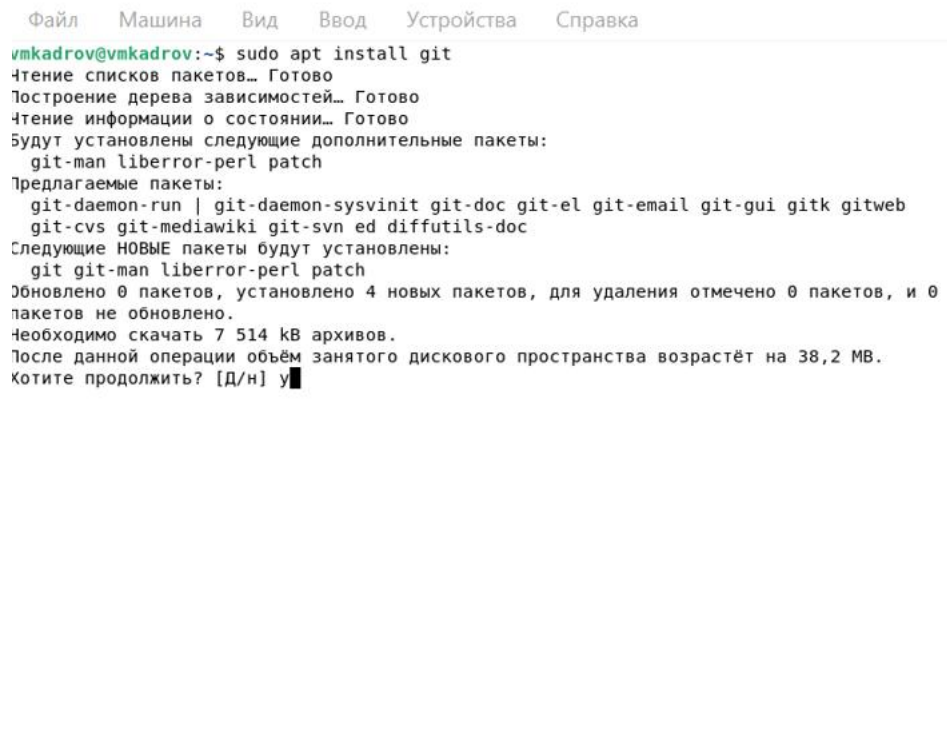 Файл Машина Вид Ввод Устройства Справка
vmkadrov@vmkadrov:~$ sudo apt install git
Чтение списков пакетов… Готово
Построение дерева зависимостей… Готово
Чтение информации о состоянии… Готово
Будут установлены следующие дополнительные пакеты:
git-man liberror-perl patch
Предлагаемые пакеты:
git-daemon-run | git-daemon-sysvinit git-doc git-el git-email git-gui gitk gitweb
git-cvs git-mediawiki git-svn ed diffutils-doc
Следующие НОВЫЕ пакеты будут установлены:
git git-man liberror-perl patch
Обновлено 0 пакетов, установлено 4 новых пакетов, для удаления отмечено 0 пакетов, и 0
пакетов не обновлено.
Необходимо скачать 7 514 kB архивов.
После данной операции объём занятого дискового пространства возрастёт на 38,2 MB.
Хотите продолжить? [Д/н] y